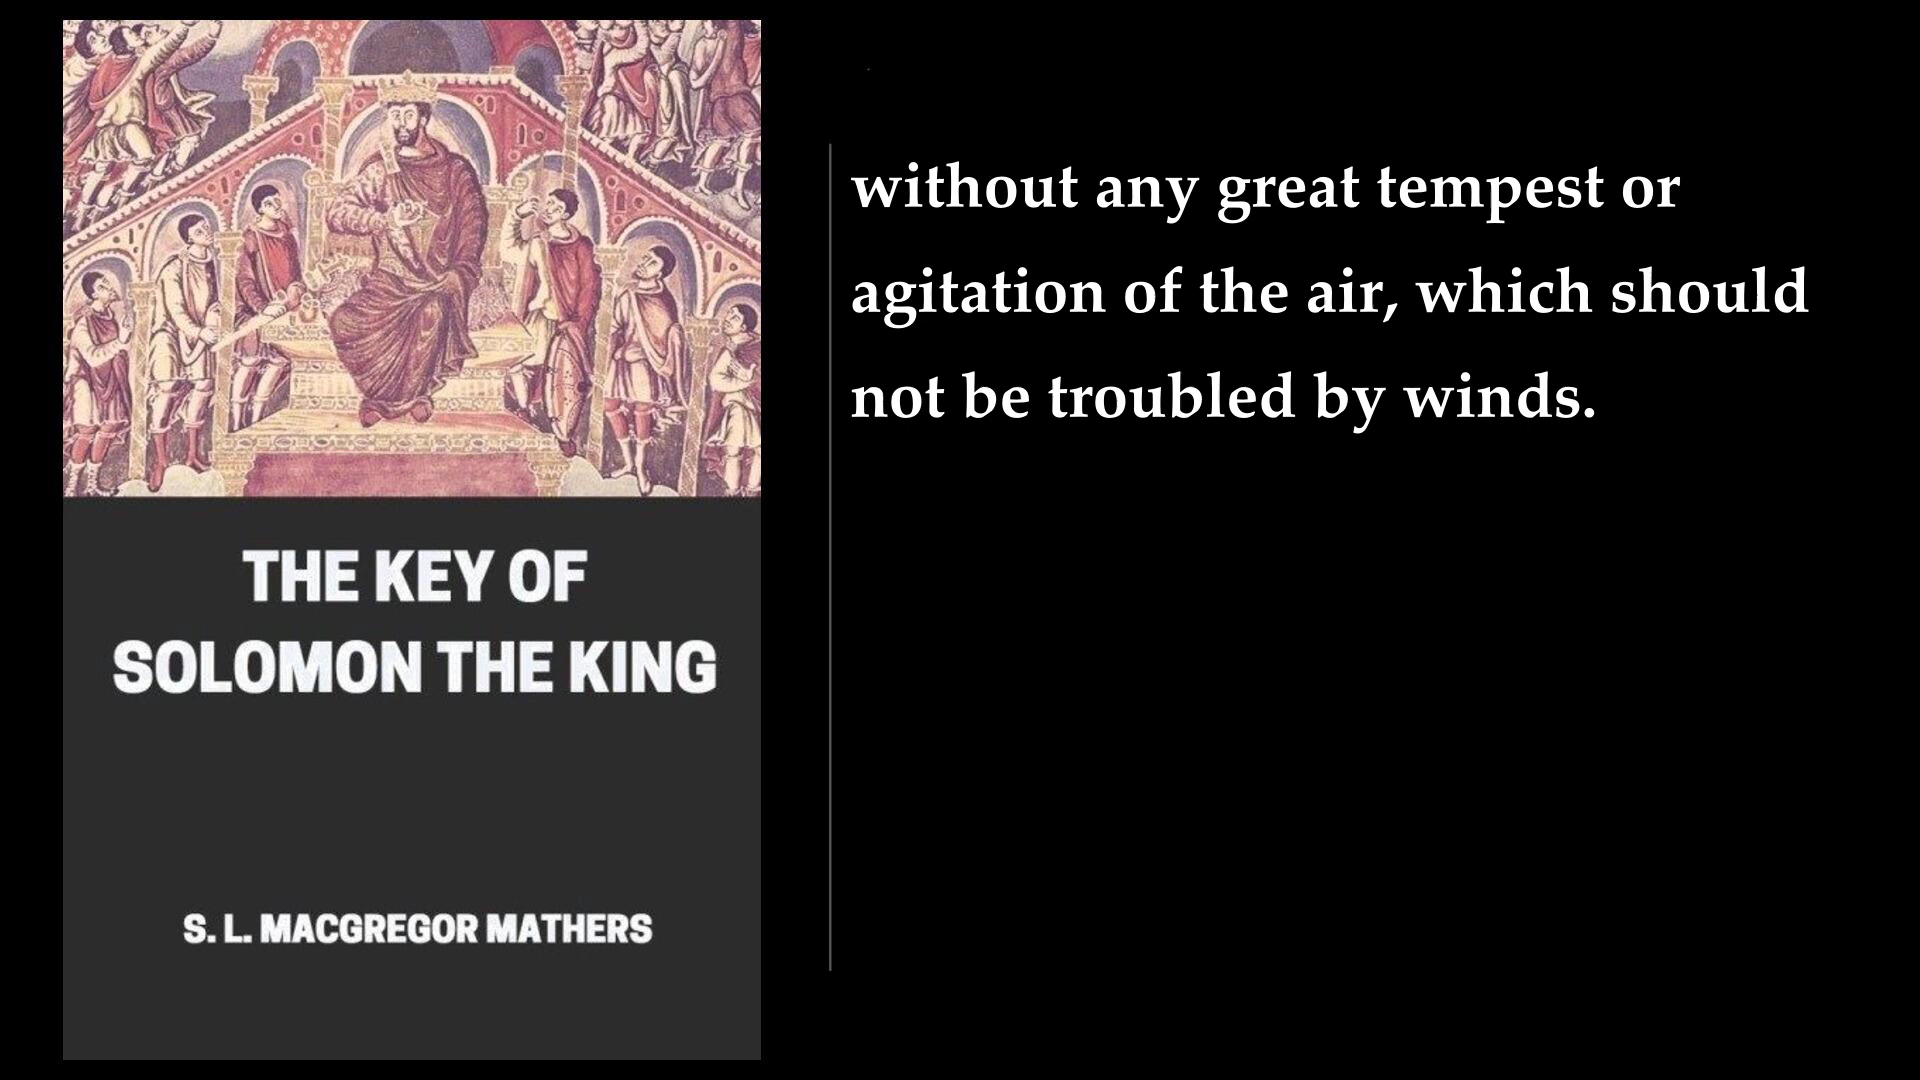 THE KEY OF
SOLOMON THE KING
S. L. MACGREGOR MATHERS
without any great tempest or
agitation of the air, which should
not be troubled by winds.